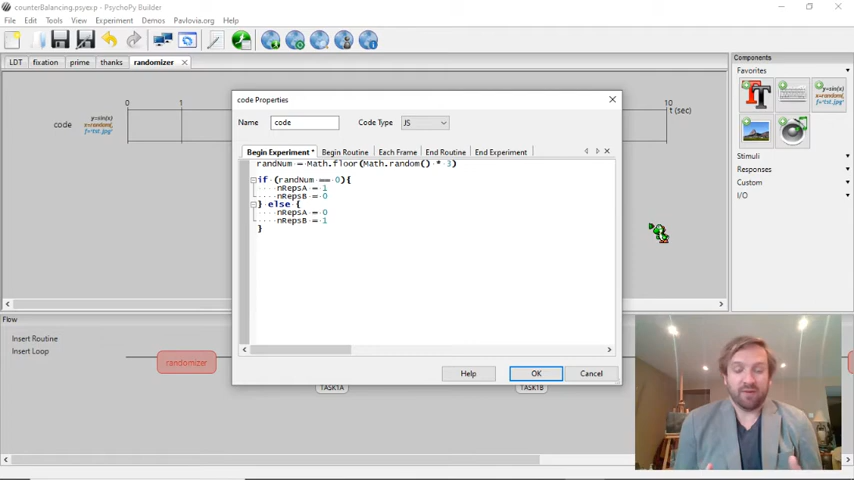 counterBalancing.psyexp - PsychoPy Builder
File Edit Tools View Experiment Demos Pavlovia.org Help
LDT fixation prime thanks randomizer
Components
Favorites
0 1 10 t (sec)
code
code Properties
Name code Code Type JS
Begin Experiment * Begin Routine Each Frame End Routine End Experiment
randNum = Math.floor(Math.random() * 3)
if (randNum == 0){
nRepsA = 1
nRepsB = 0
} else {
nRepsA = 0
nRepsB = 1
}
Help OK Cancel
Stimuli
Responses
Custom
I/O
Flow
Insert Routine
Insert Loop
randomizer
TASK1A TASK1B